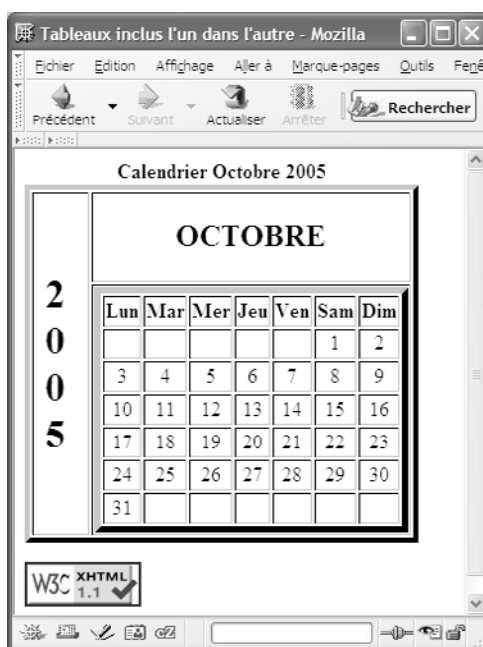 Tableaux inclus l'un dans l'autre - Mozilla
Fichier Edition Affichage Aller à Marque-pages Outils Fenê
Précédent Suivant Actualiser Arrêter Rechercher
Calendrier Octobre 2005
OCTOBRE
2
0
0
5
Lun Mar Mer Jeu Ven Sam Dim
1 2
3 4 5 6 7 8 9
10 11 12 13 14 15 16
17 18 19 20 21 22 23
24 25 26 27 28 29 30
31
W3C XHTML
1.1